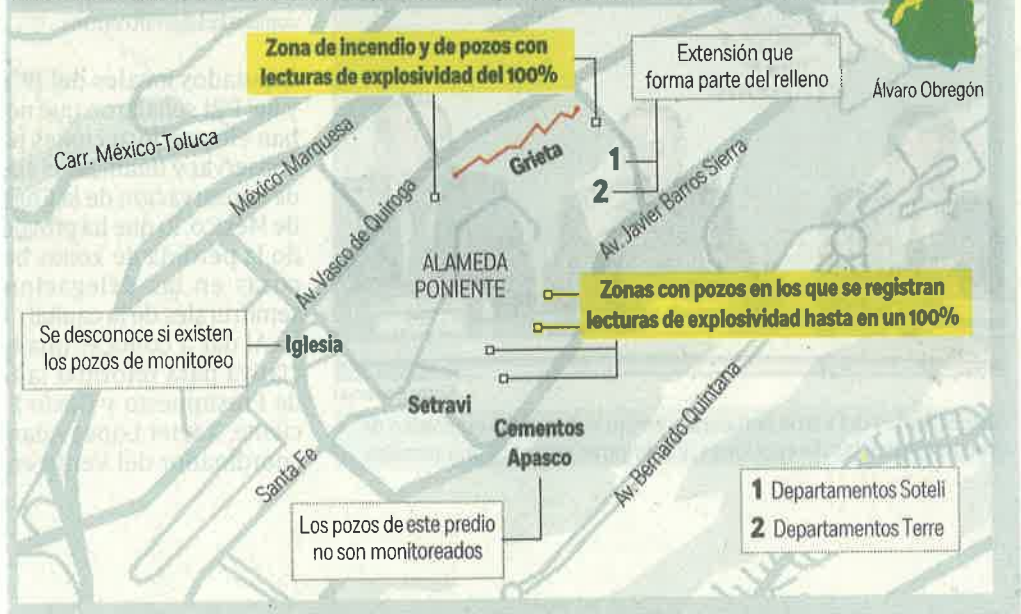 Zona de incendio y de pozos con
lecturas de explosividad del 100%
Extensión que
forma parte del relleno
Álvaro Obregón
Carr. México-Toluca
México-Marquesa
Av. Vasco de Quiroga
Grieta
1
2
Av. Javier Barros Sierra
ALAMEDA
PONIENTE
Zonas con pozos en los que se registran
lecturas de explosividad hasta en un 100%
Se desconoce si existen
los pozos de monitoreo
Iglesia
Setravi
Cementos
Apasco
Santa Fe
Av. Bernardo Quintana
Los pozos de este predio
no son monitoreados
1 Departamentos Soteli
2 Departamentos Terre